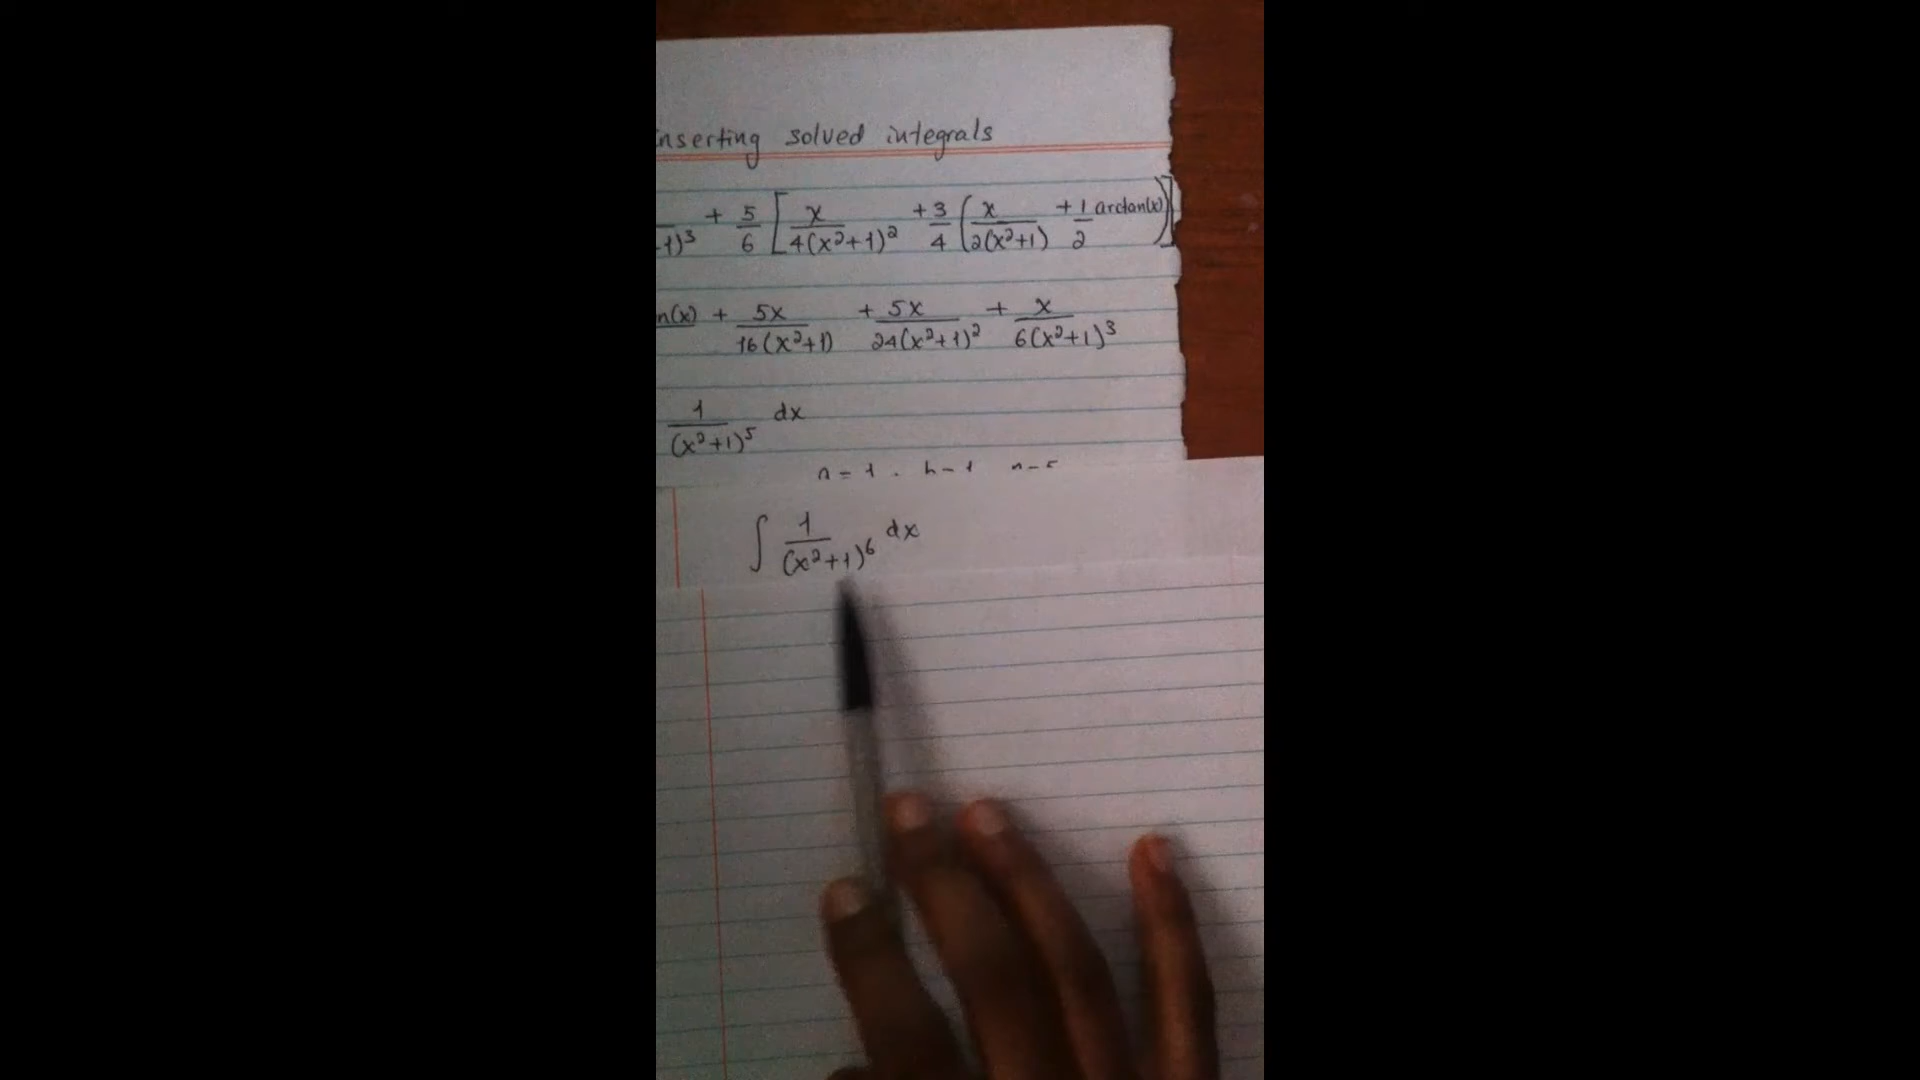 inserting solved integrals
-1)³ + 5/6 [x/4(x²+1)² + 3/4 (x/2(x²+1) + 1/2 arctan(x))]
n(x) + 5x/16(x²+1) + 5x/24(x²+1)² + x/6(x²+1)³
1/(x²+1)⁵ dx
∫ 1/(x²+1)⁶ dx